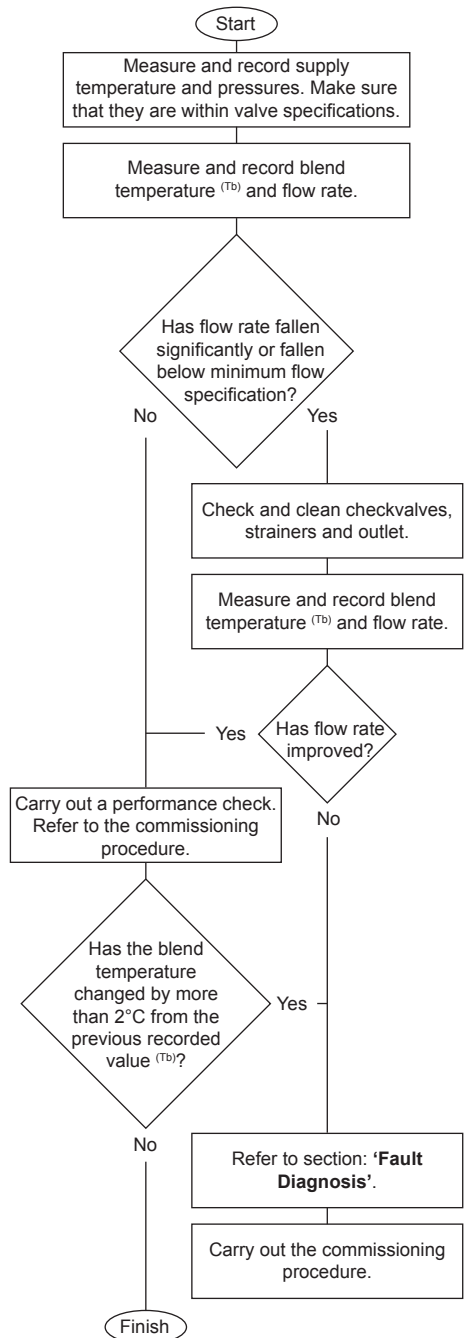 Start
Measure and record supply
temperature and pressures. Make sure
that they are within valve specifications.
Measure and record blend
temperature (Tb) and flow rate.
Has flow rate fallen
significantly or fallen
below minimum flow
specification?
No
Yes
Check and clean checkvalves,
strainers and outlet.
Measure and record blend
temperature (Tb) and flow rate.
Has flow rate
improved?
Yes
No
Carry out a performance check.
Refer to the commissioning
procedure.
Has the blend
temperature
changed by more
than 2°C from the
previous recorded
value (Tb)?
Yes
No
Refer to section: ‘Fault
Diagnosis’.
Carry out the commissioning
procedure.
Finish